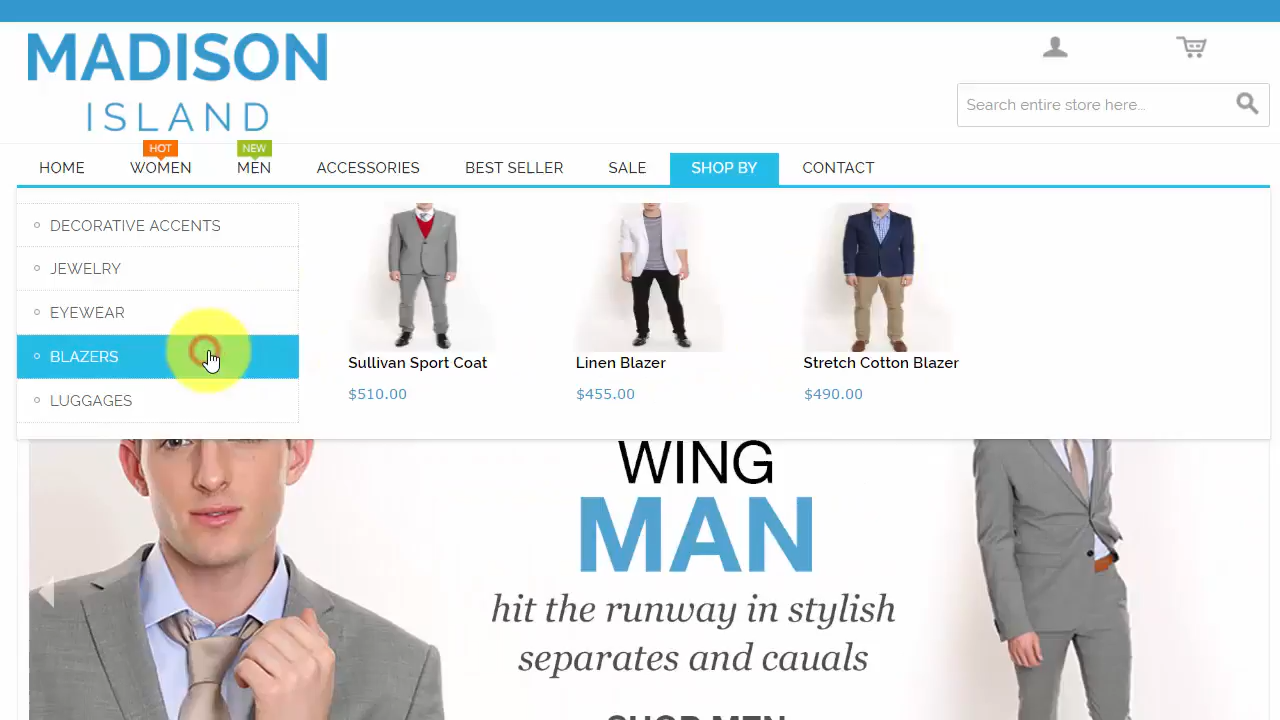 MADISON
ISLAND
Search entire store here...
HOT
NEW
HOME WOMEN MEN ACCESSORIES BEST SELLER SALE SHOP BY CONTACT
DECORATIVE ACCENTS
JEWELRY
EYEWEAR
BLAZERS
LUGGAGES
Sullivan Sport Coat
$510.00
Linen Blazer
$455.00
Stretch Cotton Blazer
$490.00
WING
MAN
hit the runway in stylish
separates and cauals
SHOP MEN